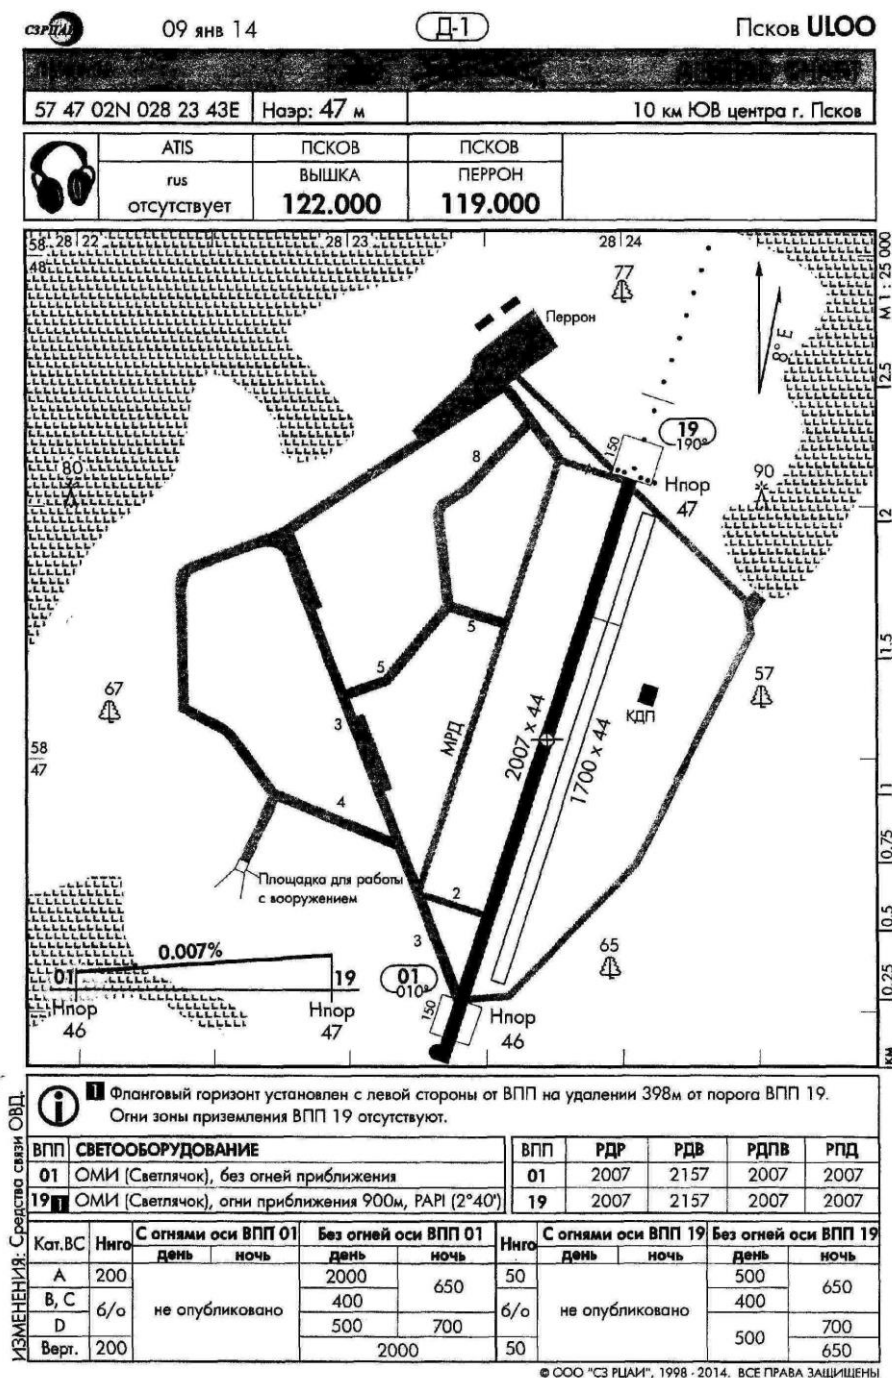 СЗРЦАИ 09 янв 14 Д-1 Псков ULOO
57 47 02N 028 23 43E Наэр: 47 м 10 км ЮВ центра г. Псков
ATIS ПСКОВ ПСКОВ
rus ВЫШКА ПЕРРОН
отсутствует 122.000 119.000
58 28 22 28 23 28 24
48
М 1 : 25 000
77
Перрон
8° E
2.5
19
190°
150
80
8
90
Нпор
47
2
5
1.5
5
67
57
3
КДП
МРД
2007 x 44
1700 x 44
58
47
1
4
0.75
Площадка для работы
с вооружением
2
0.5
3
65
0.007%
01 19
01
010°
0.25
Нпор Нпор
46 47
150
Нпор
46
КМ
1 Фланговый горизонт установлен с левой стороны от ВПП на удалении 398м от порога ВПП 19.
Огни зоны приземления ВПП 19 отсутствуют.
ВПП СВЕТООБОРУДОВАНИЕ ВПП РДР РДВ РДПВ РПД
01 ОМИ (Светлячок), без огней приближения 01 2007 2157 2007 2007
19 1 ОМИ (Светлячок), огни приближения 900м, PAPI (2°40') 19 2007 2157 2007 2007
Кат.ВС Ннго С огнями оси ВПП 01 Без огней оси ВПП 01 Ннго С огнями оси ВПП 19 Без огней оси ВПП 19
день ночь день ночь день ночь день ночь
A 200 2000 650 50 500 650
B, C б/о не опубликовано 400 б/о не опубликовано 400
D 500 700 500 700
Верт. 200 2000 50 650
ИЗМЕНЕНИЯ: Средства связи ОВД.
© ООО "СЗ РЦАИ", 1998 - 2014. ВСЕ ПРАВА ЗАЩИЩЕНЫ